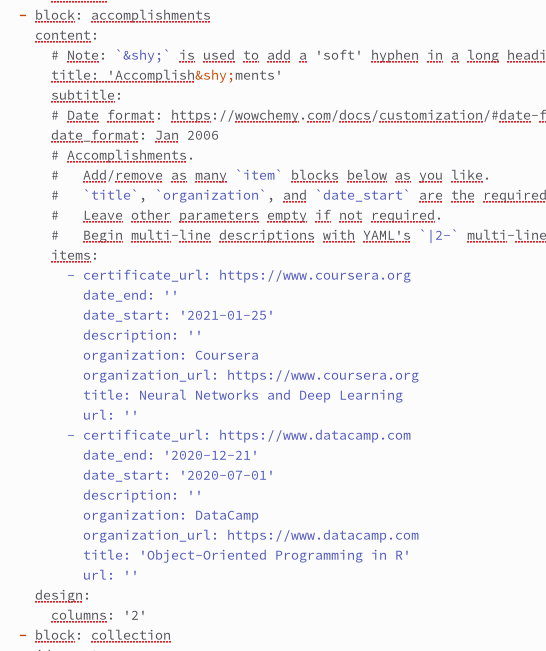 - block: accomplishments
content:
# Note: `&shy;` is used to add a 'soft' hyphen in a long headi
title: 'Accomplish&shy;ments'
subtitle:
# Date format: https://wowchemy.com/docs/customization/#date-f
date_format: Jan 2006
# Accomplishments.
#   Add/remove as many `item` blocks below as you like.
#   `title`, `organization`, and `date_start` are the required
#   Leave other parameters empty if not required.
#   Begin multi-line descriptions with YAML's `|2-` multi-line
items:
- certificate_url: https://www.coursera.org
date_end: ''
date_start: '2021-01-25'
description: ''
organization: Coursera
organization_url: https://www.coursera.org
title: Neural Networks and Deep Learning
url: ''
- certificate_url: https://www.datacamp.com
date_end: '2020-12-21'
date_start: '2020-07-01'
description: ''
organization: DataCamp
organization_url: https://www.datacamp.com
title: 'Object-Oriented Programming in R'
url: ''
design:
columns: '2'
- block: collection